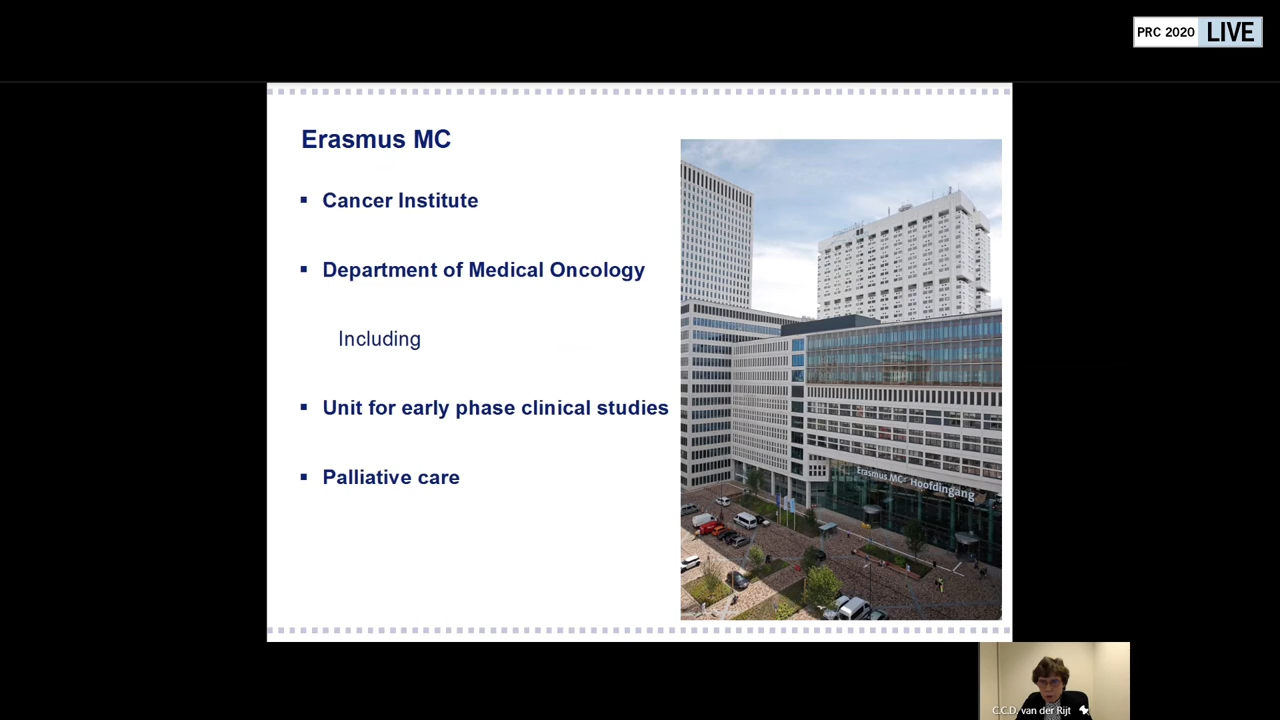 PRC 2020 LIVE
Erasmus MC
Cancer Institute
Department of Medical Oncology
Including
Unit for early phase clinical studies
Palliative care
Erasmus MC Hoofdingang
C.C.D. van der Rijt